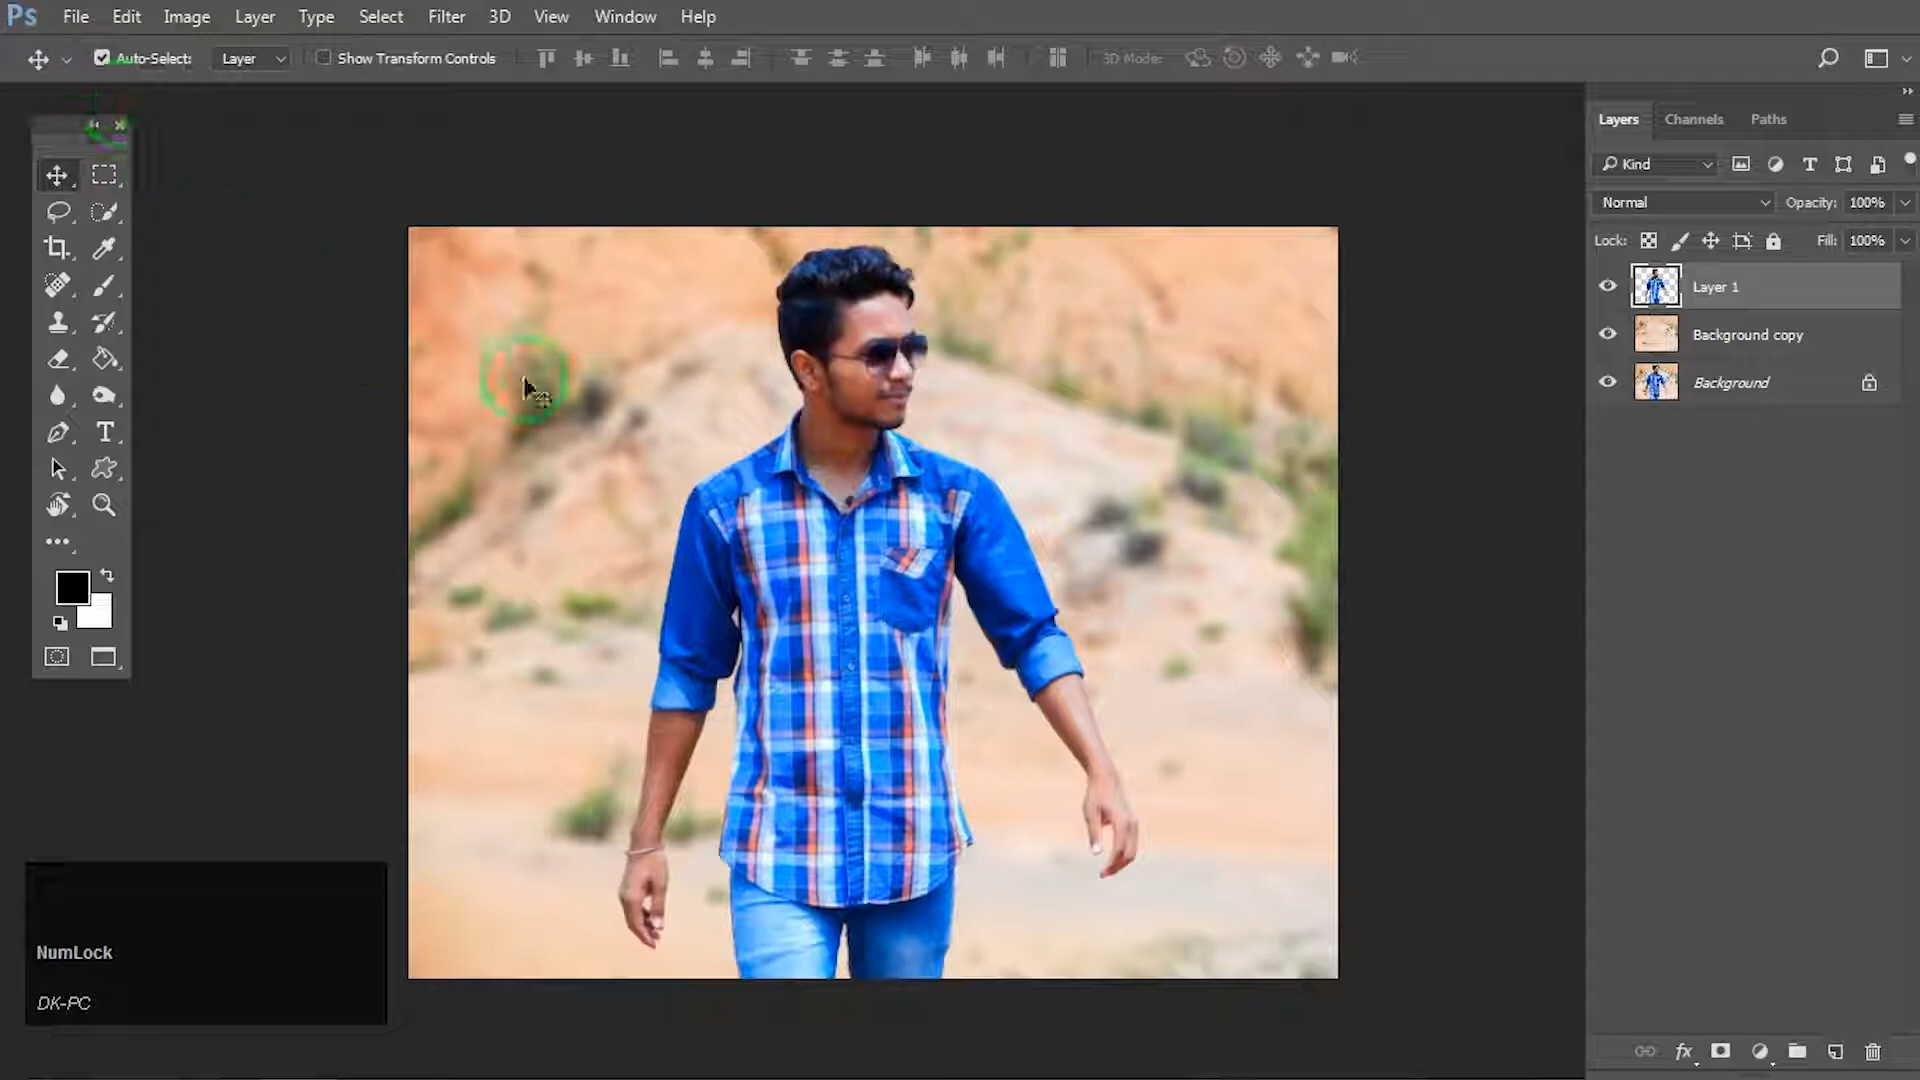 Ps File Edit Image Layer Type Select Filter 3D View Window Help
Auto-Select: Layer Show Transform Controls 3D Mode:
Layers Channels Paths
Kind
Normal Opacity: 100%
Lock: Fill: 100%
Layer 1
Background copy
Background
NumLock
DK-PC